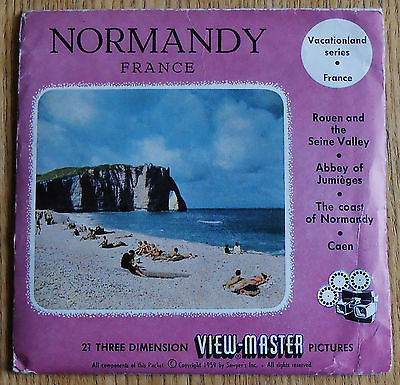 NORMANDY
FRANCE
Vacationland
series
•
France
Rouen and
the
Seine Valley
•
Abbey of
Jumièges
•
The coast
of Normandy
•
Caen
21 THREE DIMENSION VIEW-MASTER PICTURES
All components of this Packet Ⓒ Copyright 1959 by Sawyer's Inc. - All rights reserved